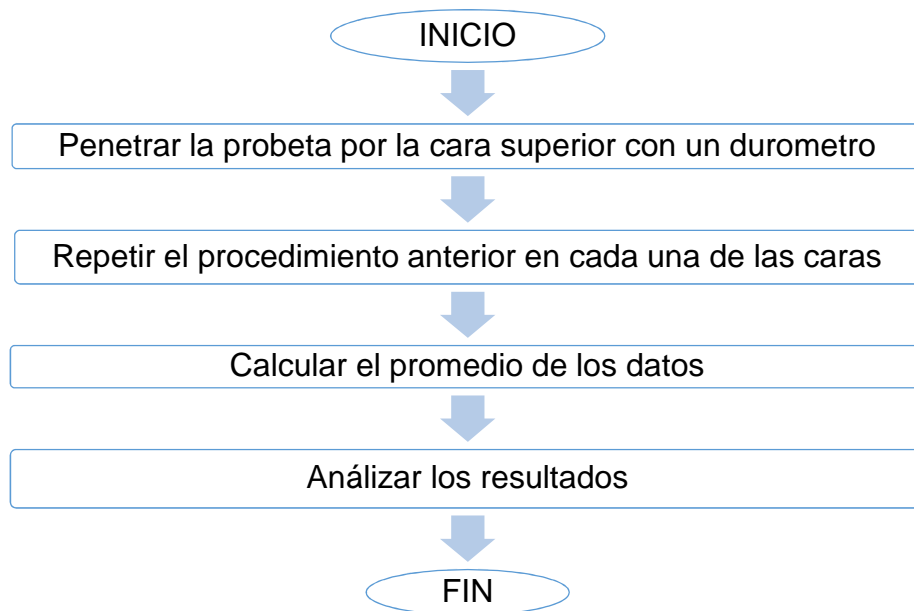 INICIO
Penetrar la probeta por la cara superior con un durometro
Repetir el procedimiento anterior en cada una de las caras
Calcular el promedio de los datos
Análizar los resultados
FIN